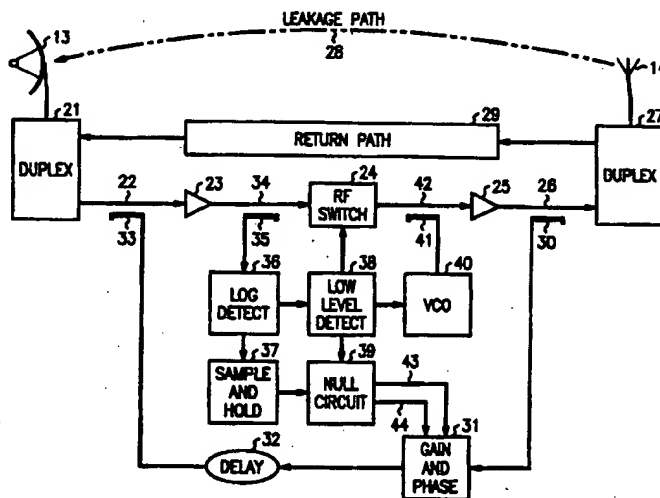 LEAKAGE PATH
28
13
14
21
DUPLEX
29
RETURN PATH
27
DUPLEX
22
33
23
34
35
24
RF
SWITCH
42
41
25
26
30
36
LOG
DETECT
38
LOW
LEVEL
DETECT
40
VCO
37
SAMPLE
AND
HOLD
39
NULL
CIRCUIT
43
44
32
DELAY
31
GAIN
AND
PHASE